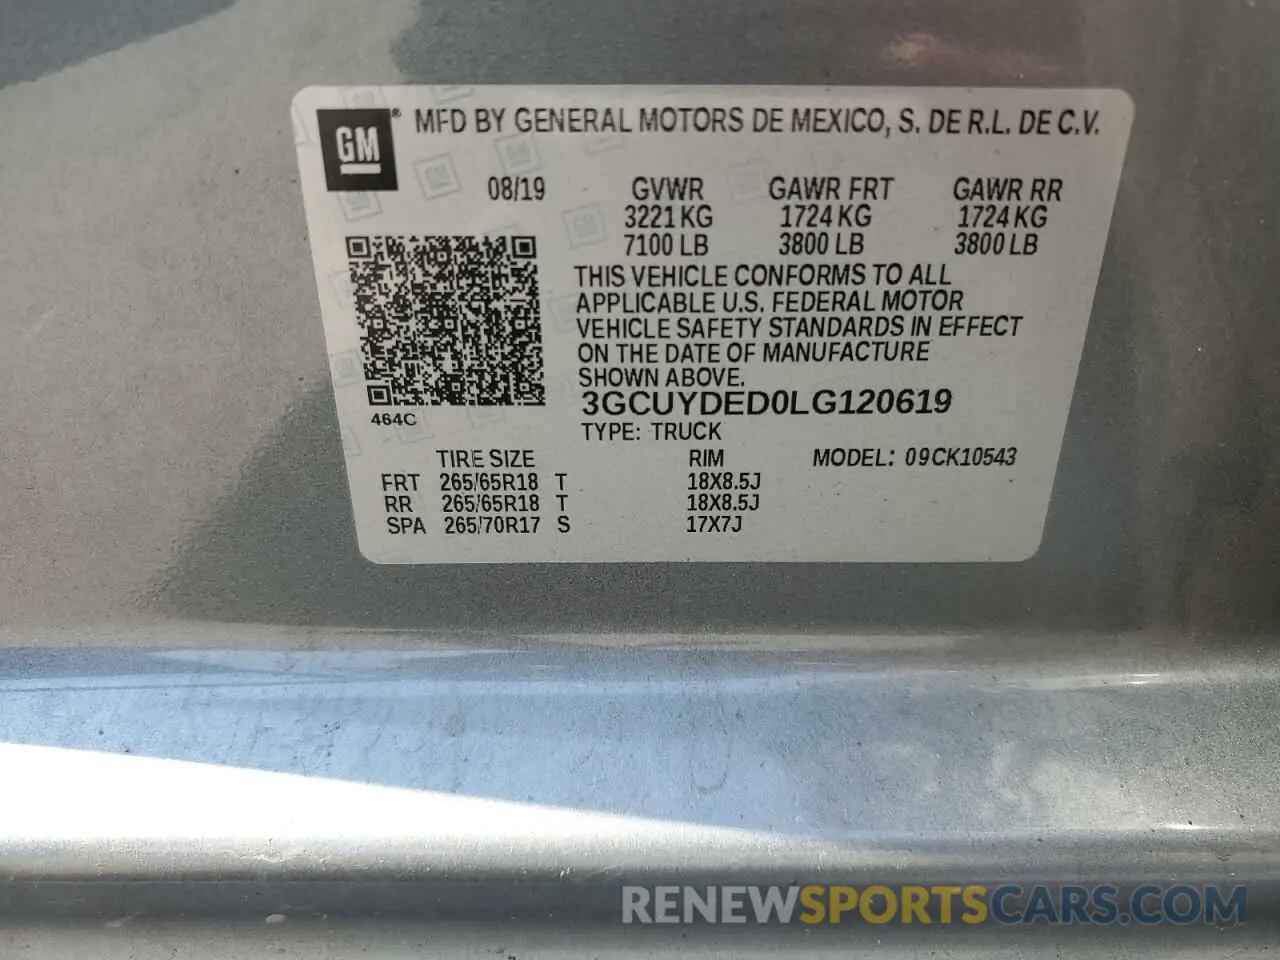 GM ® MFD BY GENERAL MOTORS DE MEXICO, S. DE R.L. DE C.V.
08/19 GVWR GAWR FRT GAWR RR
3221 KG 1724 KG 1724 KG
7100 LB 3800 LB 3800 LB
THIS VEHICLE CONFORMS TO ALL
APPLICABLE U.S. FEDERAL MOTOR
VEHICLE SAFETY STANDARDS IN EFFECT
ON THE DATE OF MANUFACTURE
SHOWN ABOVE.
464C 3GCUYDED0LG120619
TYPE: TRUCK
TIRE SIZE RIM MODEL: 09CK10543
FRT 265/65R18 T 18X8.5J
RR 265/65R18 T 18X8.5J
SPA 265/70R17 S 17X7J
RENEWSPORTSCARS.COM